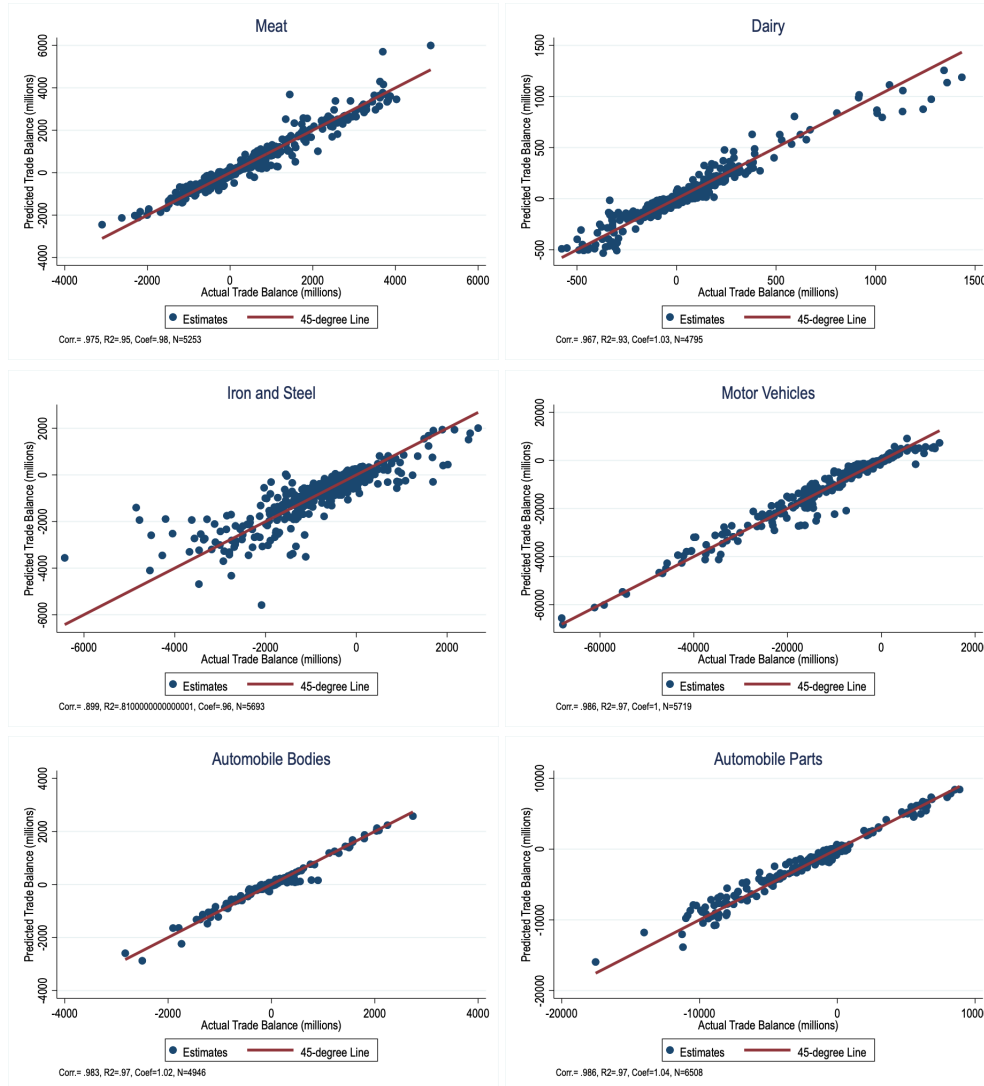 Meat
Predicted Trade Balance (millions)
6000
4000
2000
0
-2000
-4000
-4000 -2000 0 2000 4000 6000
Actual Trade Balance (millions)
Estimates 45-degree Line
Corr.= .975, R2=.95, Coef=.98, N=5253
Dairy
Predicted Trade Balance (millions)
1500
1000
500
0
-500
-500 0 500 1000 1500
Actual Trade Balance (millions)
Estimates 45-degree Line
Corr.= .967, R2=.93, Coef=1.03, N=4795
Iron and Steel
Predicted Trade Balance (millions)
2000
0
-2000
-4000
-6000
-6000 -4000 -2000 0 2000
Actual Trade Balance (millions)
Estimates 45-degree Line
Corr.= .899, R2=.8100000000000001, Coef=.96, N=5693
Motor Vehicles
Predicted Trade Balance (millions)
20000
0
-20000
-40000
-60000
-60000 -40000 -20000 0 2000
Actual Trade Balance (millions)
Estimates 45-degree Line
Corr.= .986, R2=.97, Coef=1, N=5719
Automobile Bodies
Predicted Trade Balance (millions)
4000
2000
0
-2000
-4000
-4000 -2000 0 2000 4000
Actual Trade Balance (millions)
Estimates 45-degree Line
Corr.= .983, R2=.97, Coef=1.02, N=4946
Automobile Parts
Predicted Trade Balance (millions)
10000
0
-10000
-20000
-20000 -10000 0 1000
Actual Trade Balance (millions)
Estimates 45-degree Line
Corr.= .986, R2=.97, Coef=1.04, N=6508